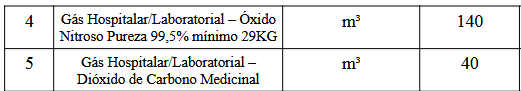 4 Gás Hospitalar/Laboratorial – Óxido Nitroso Pureza 99,5% mínimo 29KG m³ 140
5 Gás Hospitalar/Laboratorial – Dióxido de Carbono Medicinal m³ 40